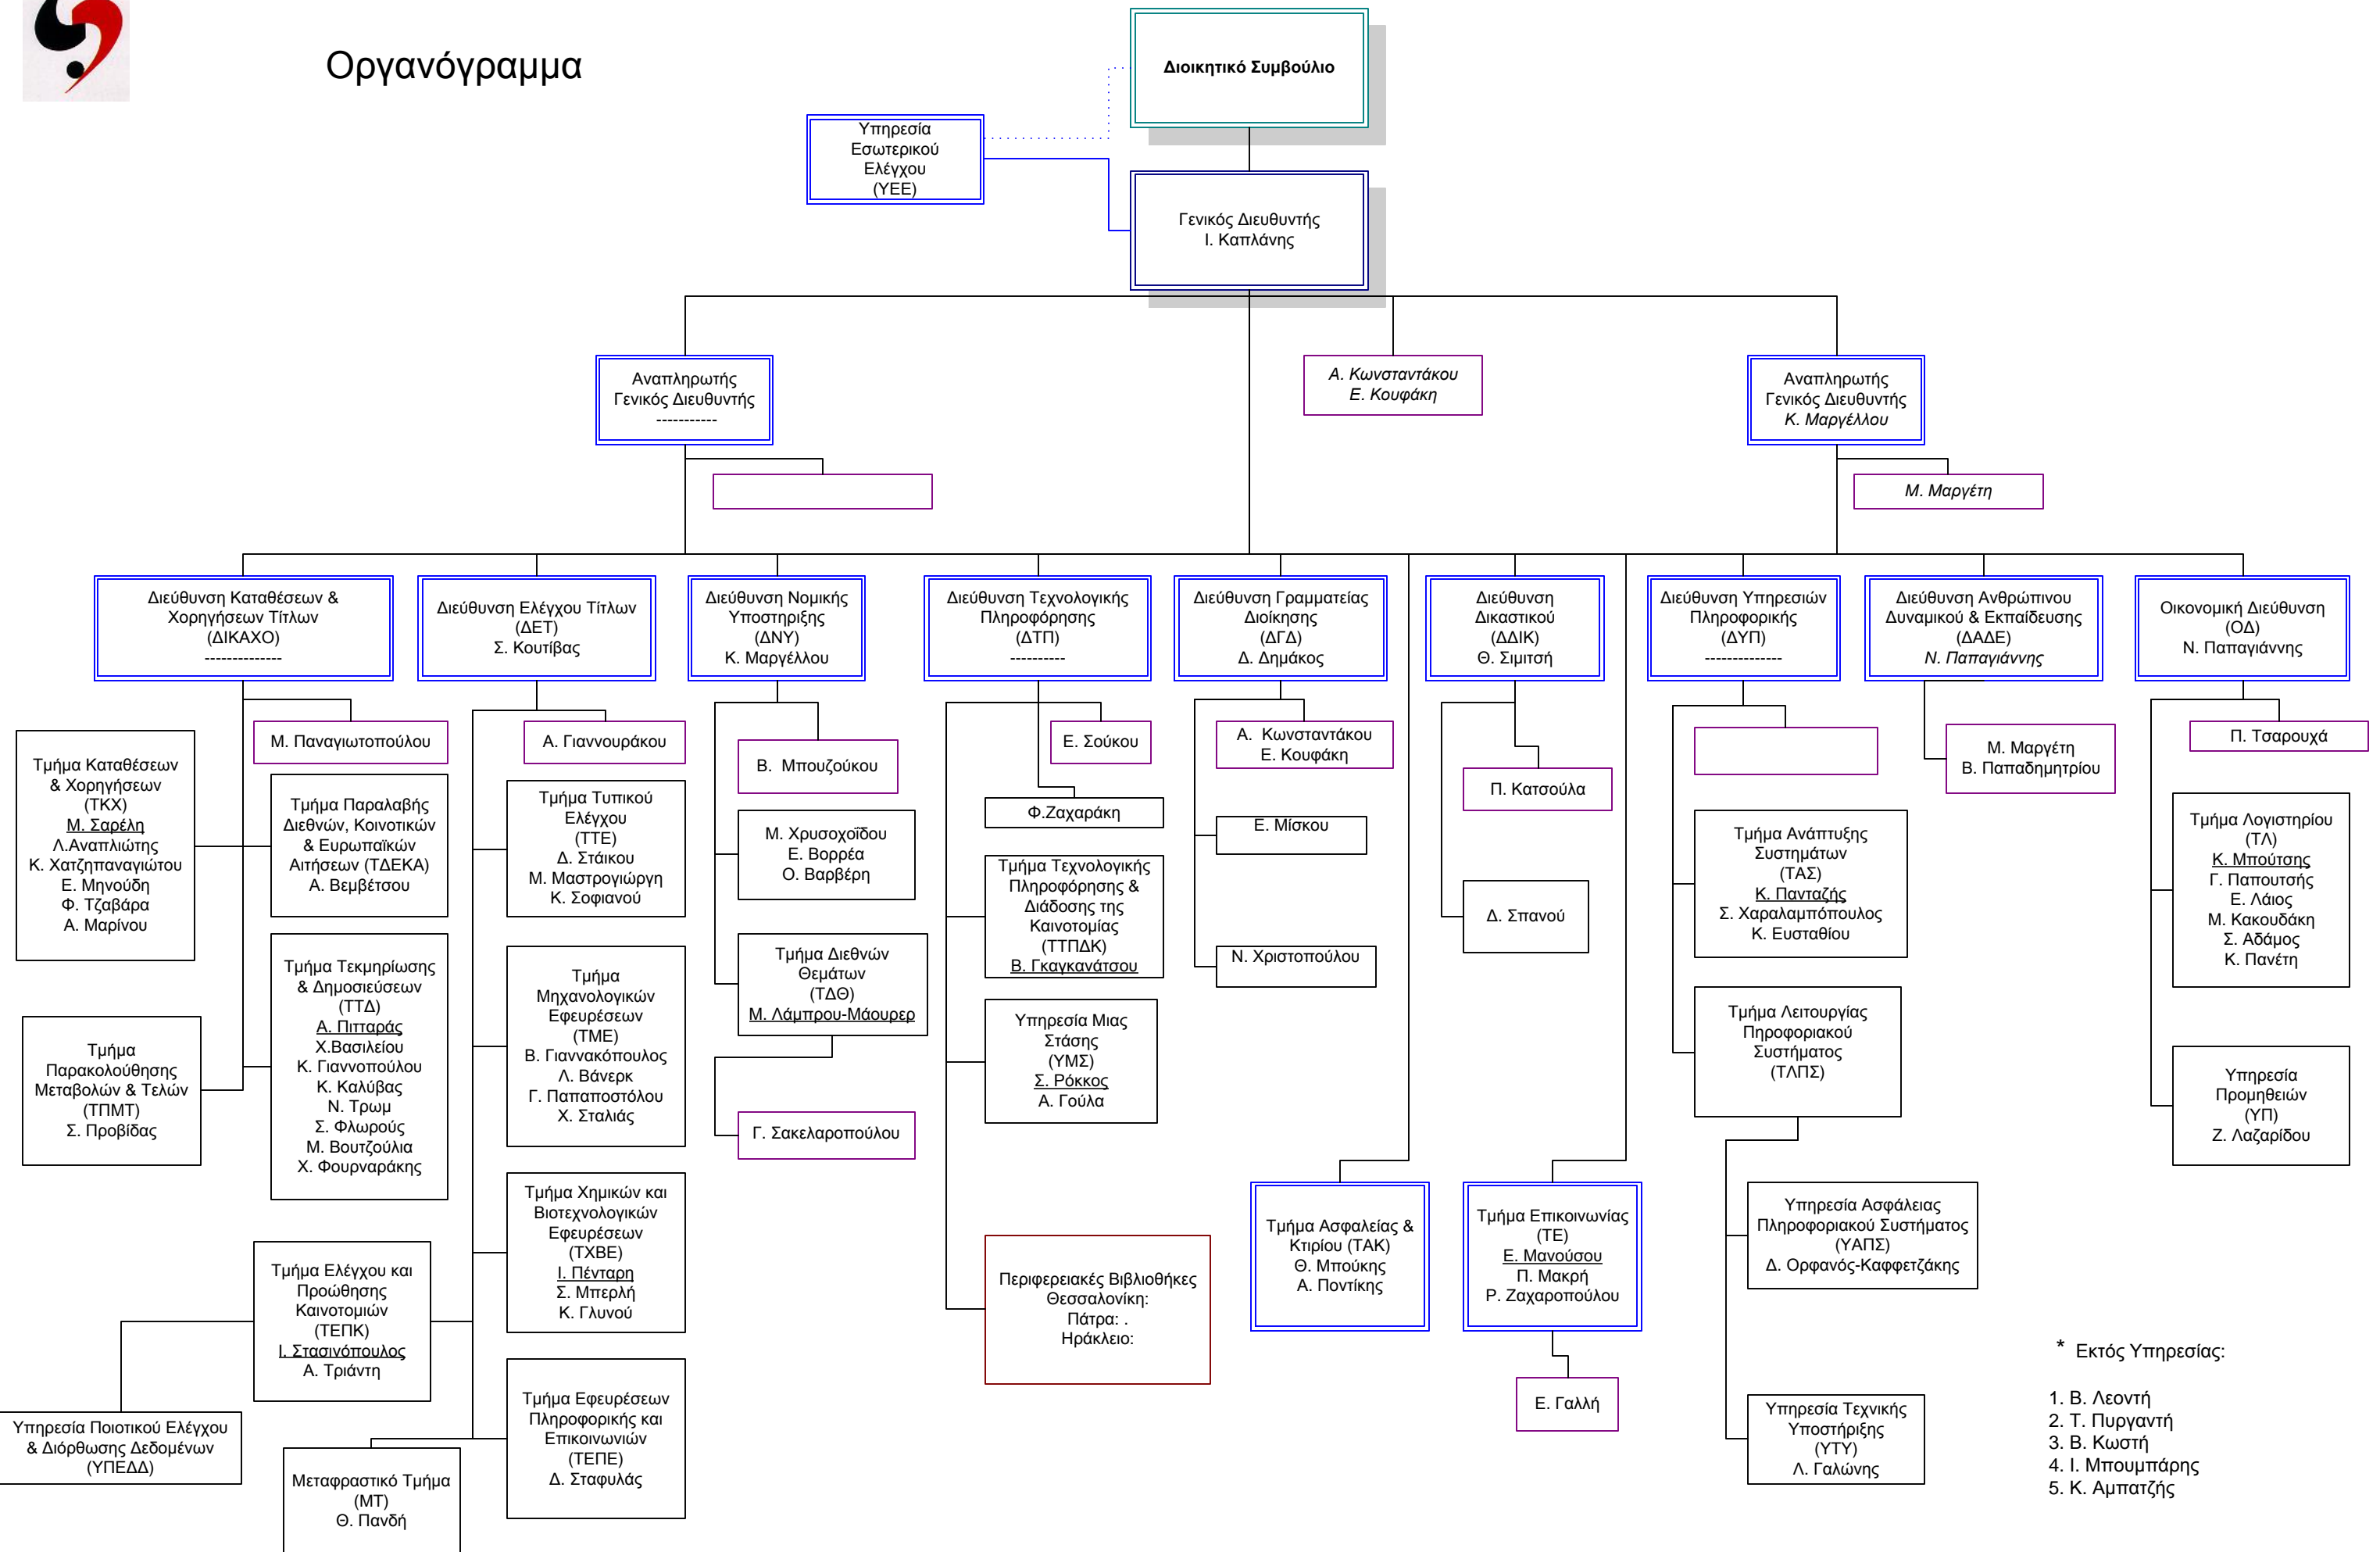 Οργανόγραμμα
Διοικητικό Συμβούλιο
Υπηρεσία
Εσωτερικού
Ελέγχου
(ΥΕΕ)
Γενικός Διευθυντής
Ι. Καπλάνης
Αναπληρωτής
Γενικός Διευθυντής
-----------
Α. Κωνσταντάκου
Ε. Κουφάκη
Αναπληρωτής
Γενικός Διευθυντής
Κ. Μαργέλλου
Μ. Μαργέτη
Διεύθυνση Καταθέσεων &
Χορηγήσεων Τίτλων
(ΔΙΚΑΧΟ)
--------------
Διεύθυνση Ελέγχου Τίτλων
(ΔΕΤ)
Σ. Κουτίβας
Διεύθυνση Νομικής
Υποστηριξης
(ΔΝΥ)
Κ. Μαργέλλου
Διεύθυνση Τεχνολογικής
Πληροφόρησης
(ΔΤΠ)
----------
Διεύθυνση Γραμματείας
Διοίκησης
(ΔΓΔ)
Δ. Δημάκος
Διεύθυνση
Δικαστικού
(ΔΔΙΚ)
Θ. Σιμιτσή
Διεύθυνση Υπηρεσιών
Πληροφορικής
(ΔΥΠ)
--------------
Διεύθυνση Ανθρώπινου
Δυναμικού & Εκπαίδευσης
(ΔΑΔΕ)
Ν. Παπαγιάννης
Οικονομική Διεύθυνση
(ΟΔ)
Ν. Παπαγιάννης
Τμήμα Καταθέσεων
& Χορηγήσεων
(ΤΚΧ)
Μ. Σαρέλη
Λ.Αναπλιώτης
Κ. Χατζηπαναγιώτου
Ε. Μηνούδη
Φ. Τζαβάρα
Α. Μαρίνου
Μ. Παναγιωτοπούλου
Τμήμα Παραλαβής
Διεθνών, Κοινοτικών
& Ευρωπαϊκών
Αιτήσεων (ΤΔΕΚΑ)
Α. Βεμβέτσου
Τμήμα Τεκμηρίωσης
& Δημοσιεύσεων
(ΤΤΔ)
Α. Πιτταράς
Χ.Βασιλείου
Κ. Γιαννοπούλου
Κ. Καλύβας
Ν. Τρωμ
Σ. Φλωρούς
Μ. Βουτζούλια
Χ. Φουρναράκης
Τμήμα
Παρακολούθησης
Μεταβολών & Τελών
(ΤΠΜΤ)
Σ. Προβίδας
Α. Γιαννουράκου
Τμήμα Τυπικού
Ελέγχου
(ΤΤΕ)
Δ. Στάικου
Μ. Μαστρογιώργη
Κ. Σοφιανού
Τμήμα
Μηχανολογικών
Εφευρέσεων
(ΤΜΕ)
Β. Γιαννακόπουλος
Λ. Βάνερκ
Γ. Παπαποστόλου
Χ. Σταλιάς
Τμήμα Χημικών και
Βιοτεχνολογικών
Εφευρέσεων
(ΤΧΒΕ)
Ι. Πένταρη
Σ. Μπερλή
Κ. Γλυνού
Τμήμα Ελέγχου και
Προώθησης
Καινοτομιών
(ΤΕΠΚ)
Ι. Στασινόπουλος
Α. Τριάντη
Υπηρεσία Ποιοτικού Ελέγχου
& Διόρθωσης Δεδομένων
(ΥΠΕΔΔ)
Μεταφραστικό Τμήμα
(ΜΤ)
Θ. Πανδή
Τμήμα Εφευρέσεων
Πληροφορικής και
Επικοινωνιών
(ΤΕΠΕ)
Δ. Σταφυλάς
Β. Μπουζούκου
Μ. Χρυσοχοΐδου
Ε. Βορρέα
Ο. Βαρβέρη
Τμήμα Διεθνών
Θεμάτων
(ΤΔΘ)
Μ. Λάμπρου-Μάουρερ
Γ. Σακελαροπούλου
Ε. Σούκου
Φ.Ζαχαράκη
Τμήμα Τεχνολογικής
Πληροφόρησης &
Διάδοσης της
Καινοτομίας
(ΤΤΠΔΚ)
Β. Γκαγκανάτσου
Υπηρεσία Μιας
Στάσης
(ΥΜΣ)
Σ. Ρόκκος
Α. Γούλα
Περιφερειακές Βιβλιοθήκες
Θεσσαλονίκη:
Πάτρα: .
Ηράκλειο:
Α. Κωνσταντάκου
Ε. Κουφάκη
Ε. Μίσκου
Ν. Χριστοπούλου
Τμήμα Ασφαλείας &
Κτιρίου (ΤΑΚ)
Θ. Μπούκης
Α. Ποντίκης
Π. Κατσούλα
Δ. Σπανού
Τμήμα Επικοινωνίας
(ΤΕ)
Ε. Μανούσου
Π. Μακρή
Ρ. Ζαχαροπούλου
Ε. Γαλλή
Τμήμα Ανάπτυξης
Συστημάτων
(ΤΑΣ)
Κ. Πανταζής
Σ. Χαραλαμπόπουλος
Κ. Ευσταθίου
Τμήμα Λειτουργίας
Πηροφοριακού
Συστήματος
(ΤΛΠΣ)
Υπηρεσία Ασφάλειας
Πληροφοριακού Συστήματος
(ΥΑΠΣ)
Δ. Ορφανός-Καφφετζάκης
Υπηρεσία Τεχνικής
Υποστήριξης
(ΥΤΥ)
Λ. Γαλώνης
Μ. Μαργέτη
Β. Παπαδημητρίου
Π. Τσαρουχά
Τμήμα Λογιστηρίου
(ΤΛ)
Κ. Μπούτσης
Γ. Παπουτσής
Ε. Λάιος
Μ. Κακουδάκη
Σ. Αδάμος
Κ. Πανέτη
Υπηρεσία
Προμηθειών
(ΥΠ)
Ζ. Λαζαρίδου
* Εκτός Υπηρεσίας:
1. Β. Λεοντή
2. Τ. Πυργαντή
3. Β. Κωστή
4. Ι. Μπουμπάρης
5. Κ. Αμπατζής